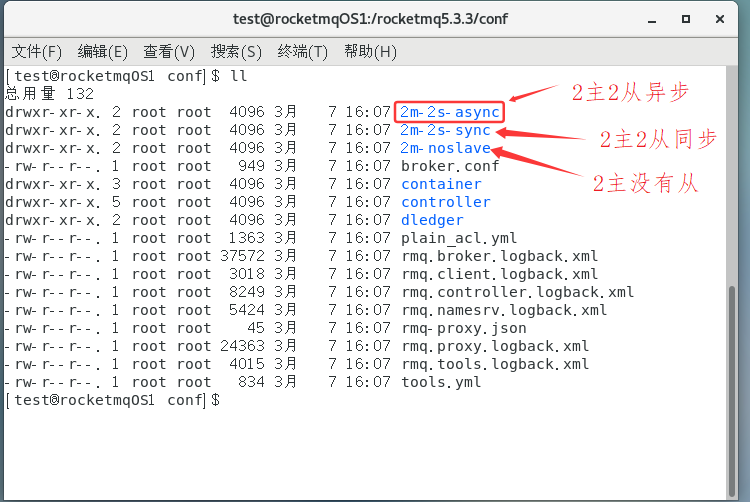 test@rocketmqOS1:/rocketmq5.3.3/conf
文件(F) 编辑(E) 查看(V) 搜索(S) 终端(T) 帮助(H)
[test@rocketmqOS1 conf]$ ll
总用量 132
drwxr-xr-x. 2 root root 4096 3月 7 16:07 2m-2s-async 2主2从异步
drwxr-xr-x. 2 root root 4096 3月 7 16:07 2m-2s-sync 2主2从同步
drwxr-xr-x. 2 root root 4096 3月 7 16:07 2m-noslave 2主没有从
-rw-r--r--. 1 root root 949 3月 7 16:07 broker.conf
drwxr-xr-x. 3 root root 4096 3月 7 16:07 container
drwxr-xr-x. 5 root root 4096 3月 7 16:07 controller
drwxr-xr-x. 2 root root 4096 3月 7 16:07 dledger
-rw-r--r--. 1 root root 1363 3月 7 16:07 plain_acl.yml
-rw-r--r--. 1 root root 37572 3月 7 16:07 rmq.broker.logback.xml
-rw-r--r--. 1 root root 3018 3月 7 16:07 rmq.client.logback.xml
-rw-r--r--. 1 root root 8249 3月 7 16:07 rmq.controller.logback.xml
-rw-r--r--. 1 root root 5424 3月 7 16:07 rmq.namesrv.logback.xml
-rw-r--r--. 1 root root 45 3月 7 16:07 rmq-proxy.json
-rw-r--r--. 1 root root 24363 3月 7 16:07 rmq.proxy.logback.xml
-rw-r--r--. 1 root root 4015 3月 7 16:07 rmq.tools.logback.xml
-rw-r--r--. 1 root root 834 3月 7 16:07 tools.yml
[test@rocketmqOS1 conf]$